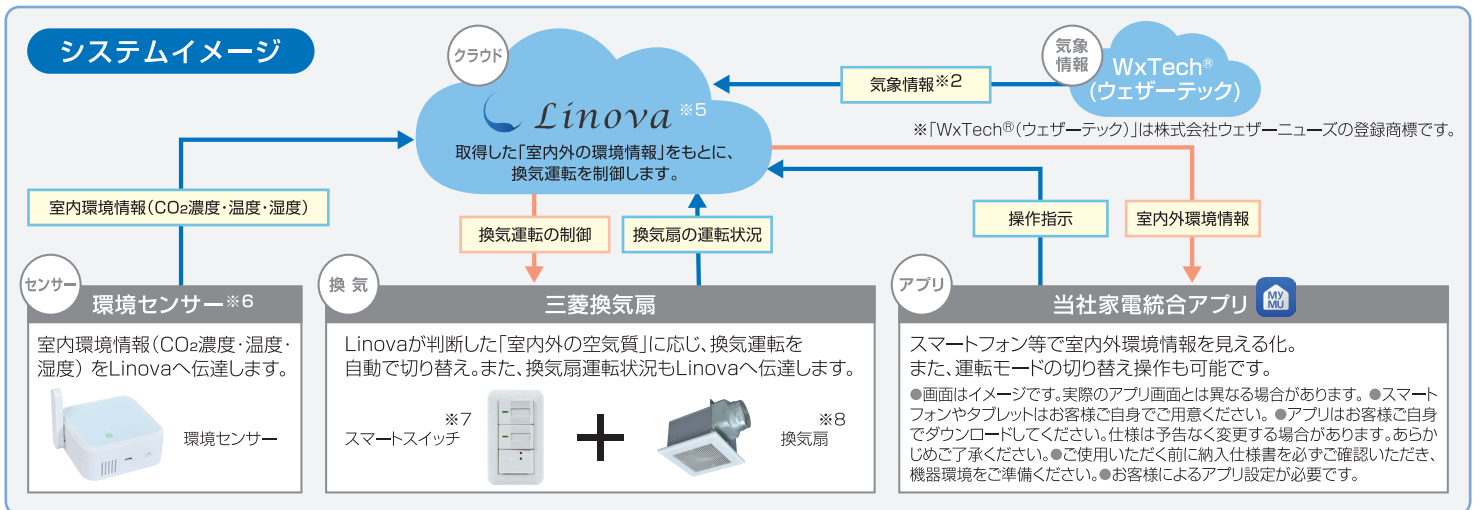 システムイメージ
クラウド
Linova ※5
取得した「室内外の環境情報」をもとに、
換気運転を制御します。
気象情報※2
気象
情報
WxTech®
(ウェザーテック)
※「WxTech®(ウェザーテック)」は株式会社ウェザーニューズの登録商標です。
室内環境情報(CO₂濃度・温度・湿度)
換気運転の制御
換気扇の運転状況
操作指示
室内外環境情報
センサー
環境センサー※6
室内環境情報(CO₂濃度・温度・
湿度) をLinovaへ伝達します。
環境センサー
換 気
三菱換気扇
Linovaが判断した「室内外の空気質」に応じ、換気運転を
自動で切り替え。また、換気扇運転状況もLinovaへ伝達します。
※7
スマートスイッチ
+
※8
換気扇
アプリ
当社家電統合アプリ
MY
MU
スマートフォン等で室内外環境情報を見える化。
また、運転モードの切り替え操作も可能です。
●画面はイメージです。実際のアプリ画面とは異なる場合があります。●スマート
フォンやタブレットはお客様ご自身でご用意ください。●アプリはお客様ご自身
でダウンロードしてください。仕様は予告なく変更する場合があります。あらか
じめご了承ください。●ご使用いただく前に納入仕様書を必ずご確認いただき、
機器環境をご準備ください。●お客様によるアプリ設定が必要です。